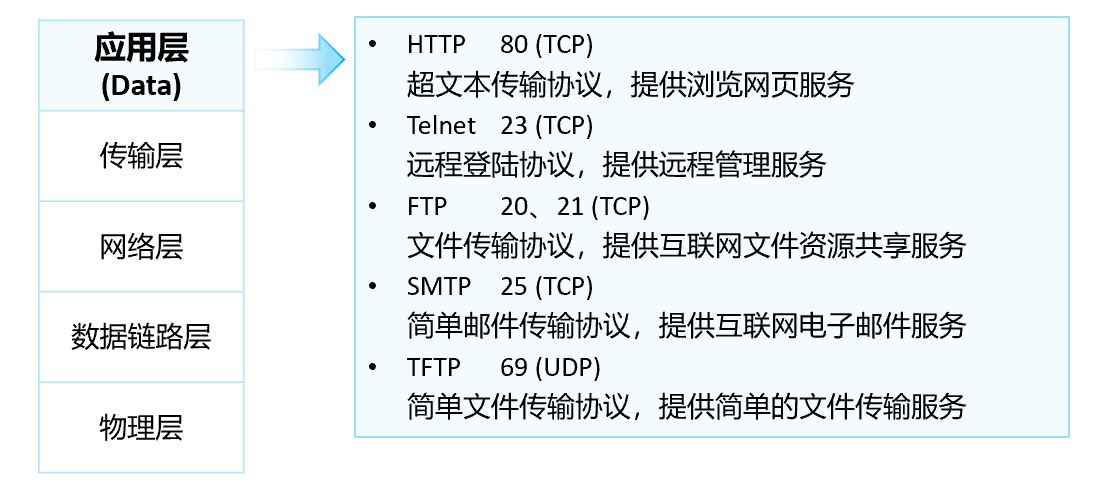 应用层
(Data)
传输层
网络层
数据链路层
物理层
• HTTP 80 (TCP)
超文本传输协议，提供浏览网页服务
• Telnet 23 (TCP)
远程登陆协议，提供远程管理服务
• FTP 20、21 (TCP)
文件传输协议，提供互联网文件资源共享服务
• SMTP 25 (TCP)
简单邮件传输协议，提供互联网电子邮件服务
• TFTP 69 (UDP)
简单文件传输协议，提供简单的文件传输服务